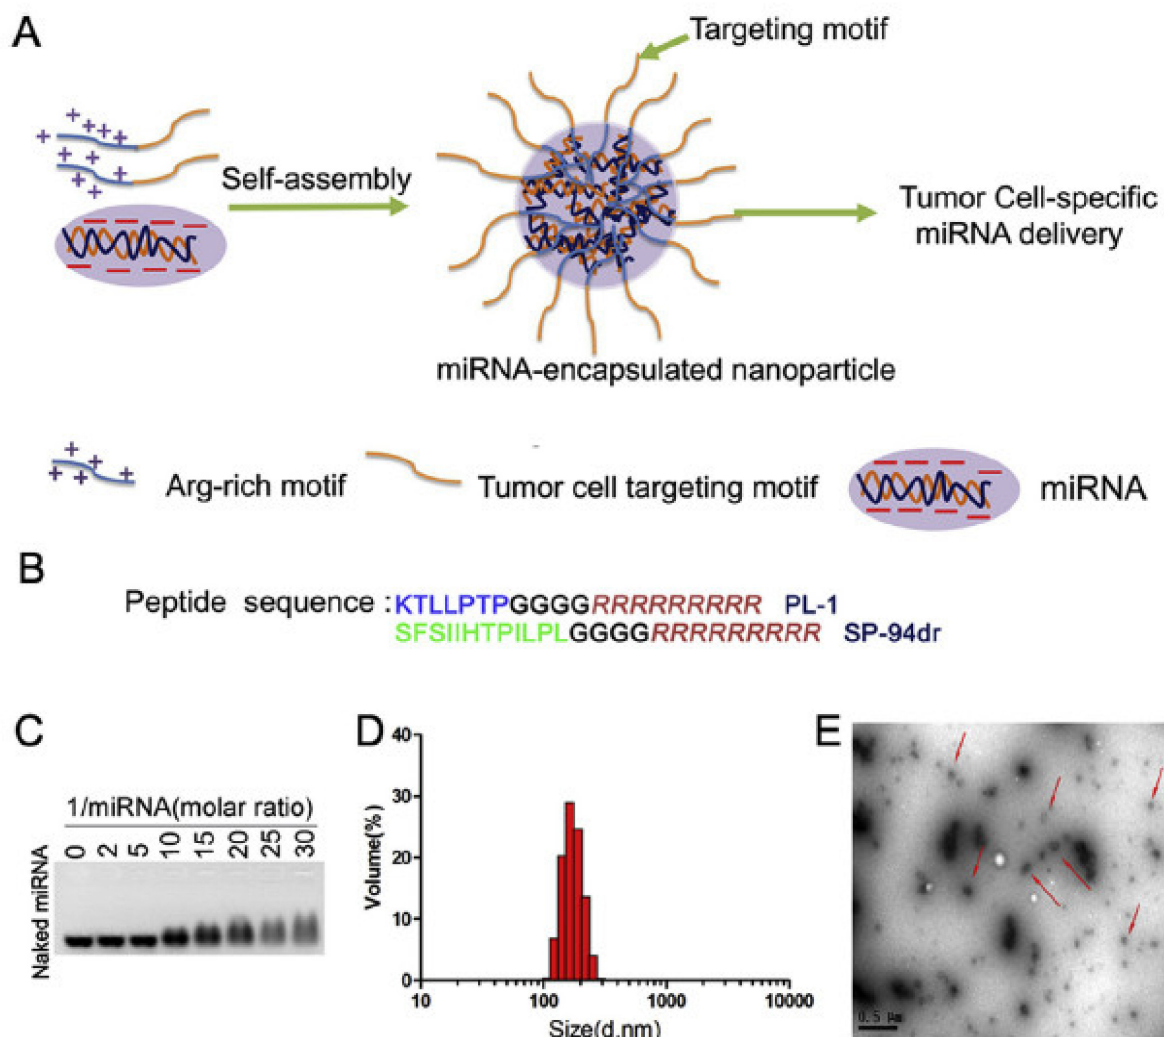 A
Targeting motif
Self-assembly
Tumor Cell-specific
miRNA delivery
miRNA-encapsulated nanoparticle
Arg-rich motif
Tumor cell targeting motif
miRNA
B
Peptide sequence : KTLLPTPGGGGRRRRRRRRR PL-1
SFSIIHTPILPLGGGGRRRRRRRRR SP-94dr
C
1/miRNA(molar ratio)
0 2 5 10 15 20 25 30
Naked miRNA
D
Volume(%)
40
30
20
10
0
10 100 1000 10000
Size(d.nm)
E
0.5 µm